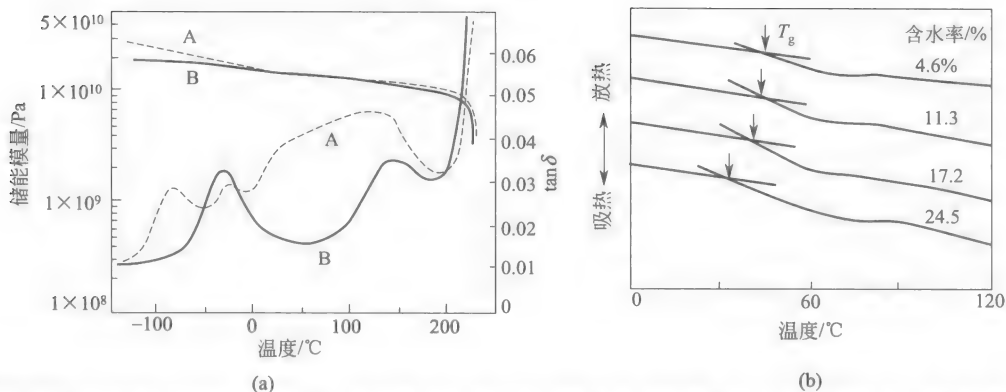 5×10¹⁰
1×10¹⁰
1×10⁹
1×10⁸
储能模量/Pa
A
B
A
B
0.06
0.05
0.04
0.03
0.02
0.01
0
tanδ
−100
0
100
200
温度/℃
(a)
放热
吸热
Tg
含水率/%
4.6%
11.3
17.2
24.5
0
60
120
温度/℃
(b)